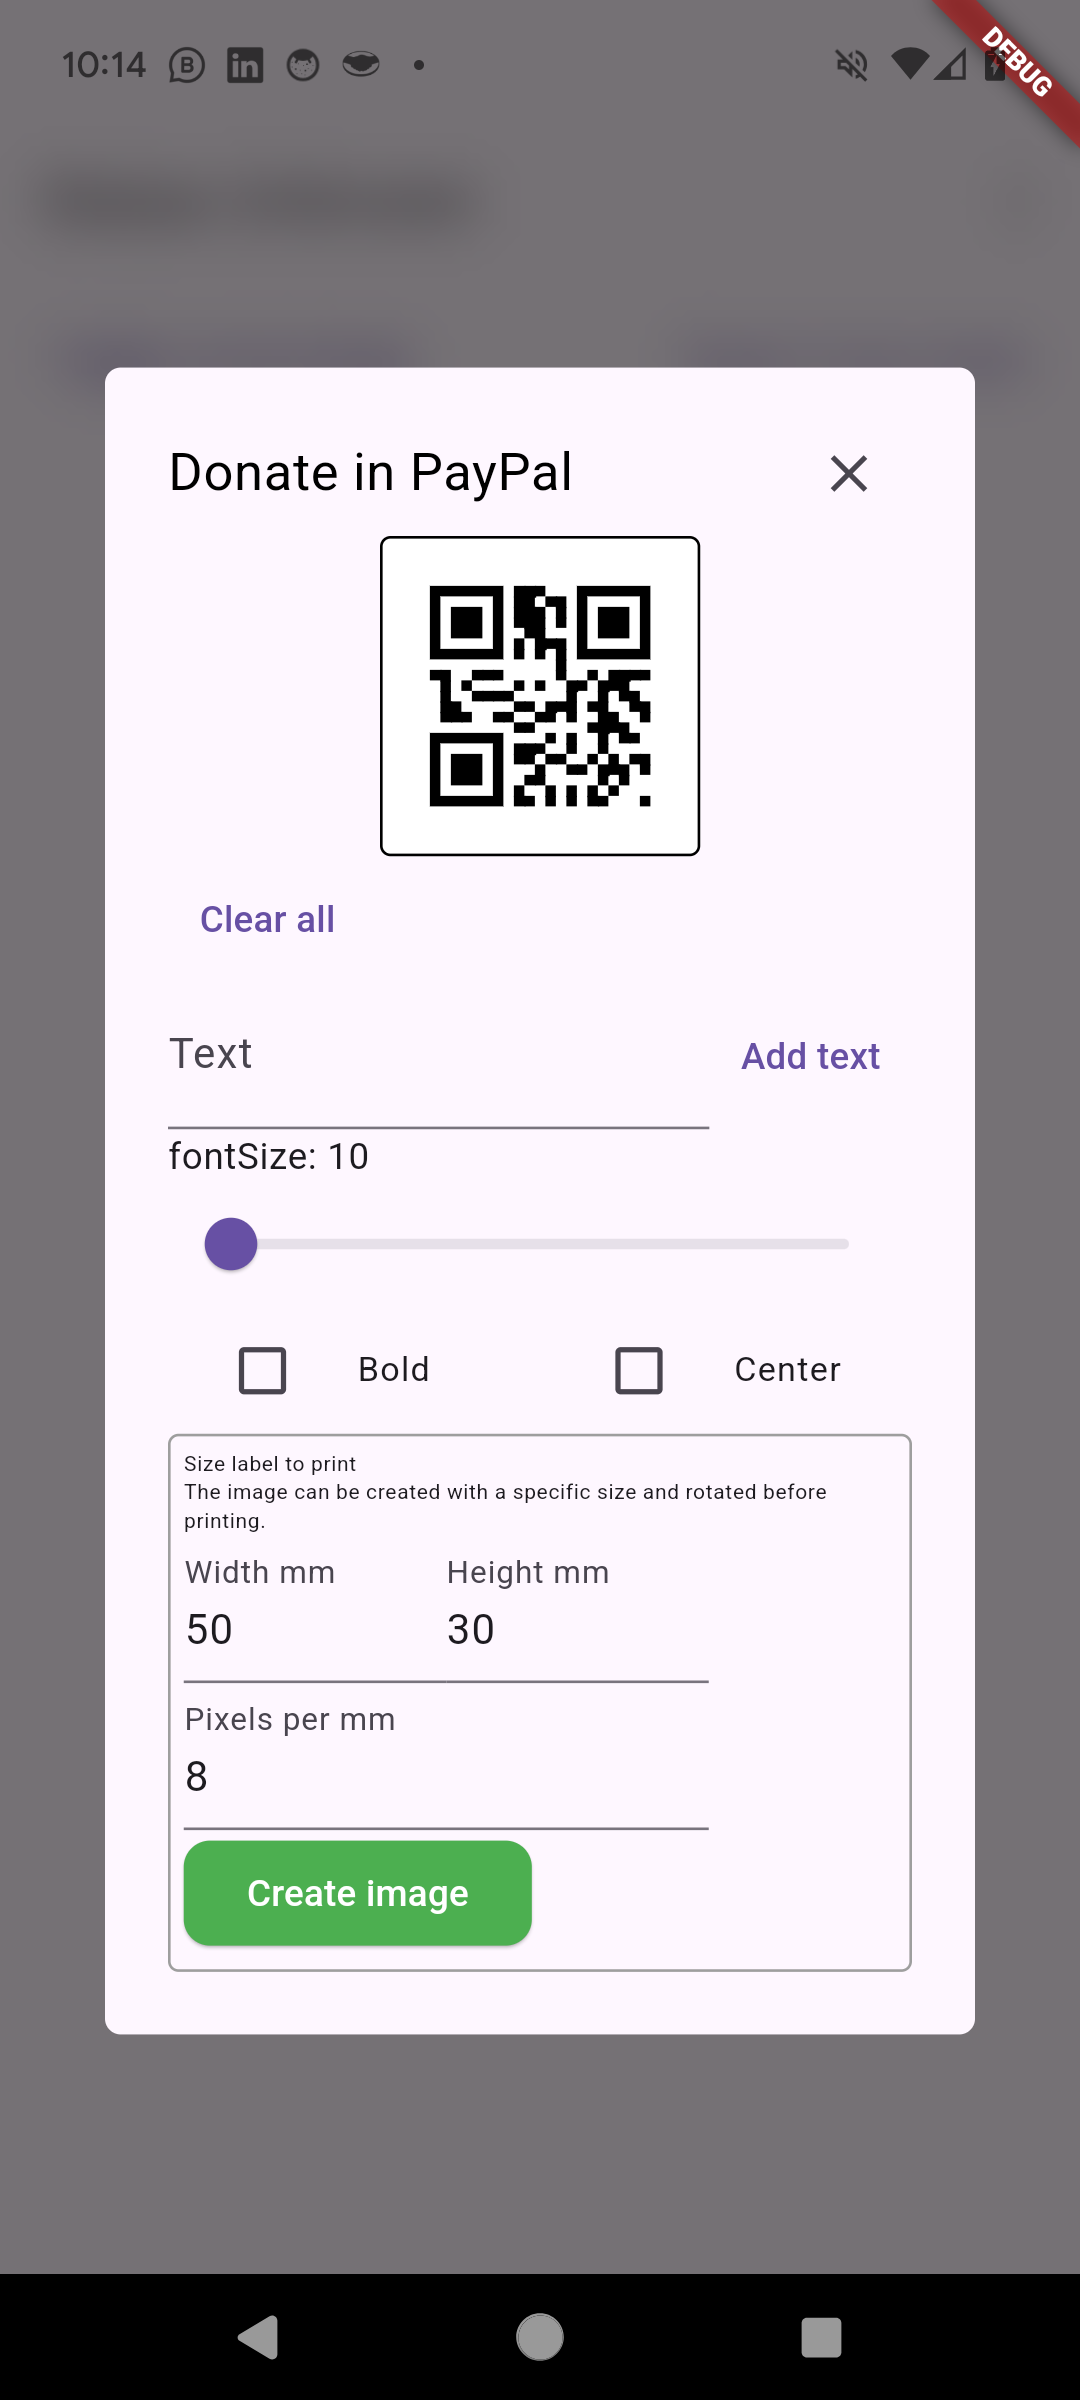 10:14
DEBUG
Donate in PayPal
Clear all
Text
Add text
fontSize: 10
Bold
Center
Size label to print
The image can be created with a specific size and rotated before
printing.
Width mm
Height mm
50
30
Pixels per mm
8
Create image